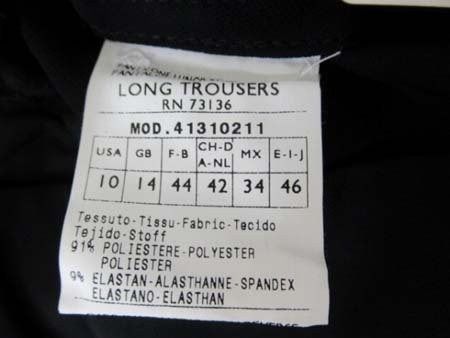 LONG TROUSERS
RN 73136
MOD.41310211
USA GB F-B CH-D A-NL MX E-I-J
10 14 44 42 34 46
Tessuto-Tissu-Fabric-Tecido
Tejido-Stoff
91% POLIESTERE-POLYESTER
POLIESTER
9% ELASTAN-ALASTHANNE-SPANDEX
ELASTANO-ELASTHAN